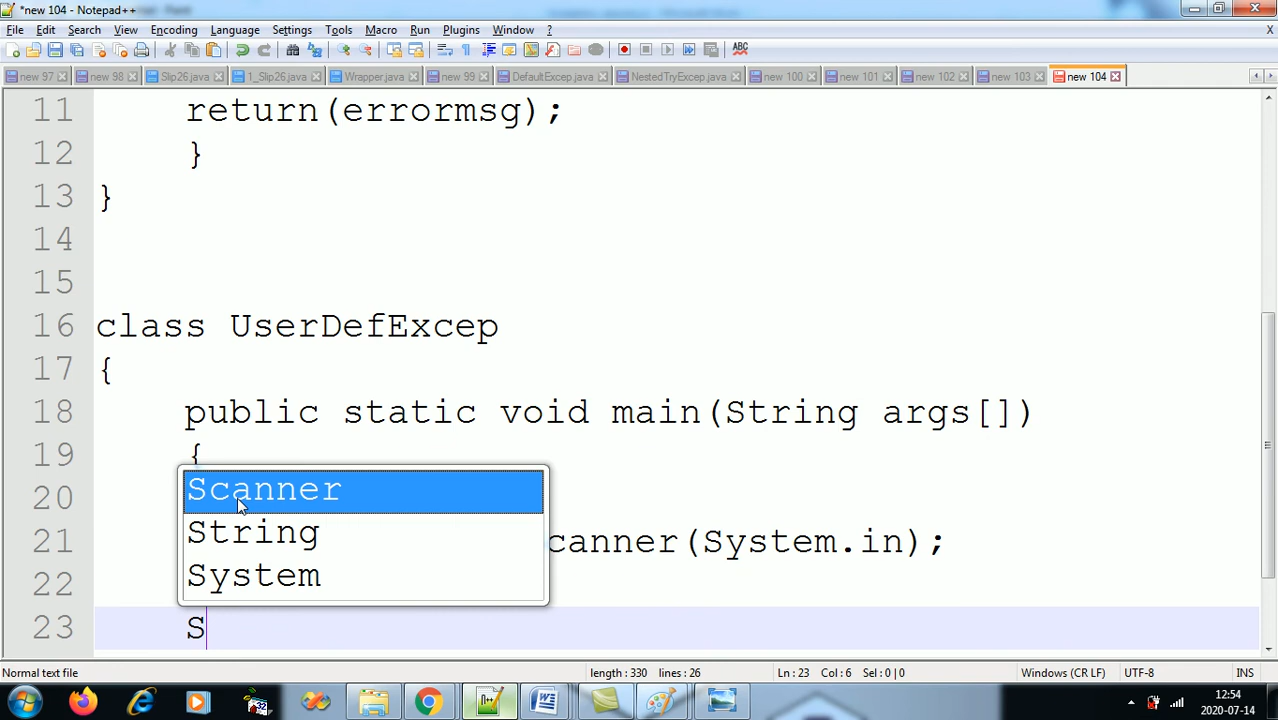 *new 104 - Notepad++
File Edit Search View Encoding Language Settings Tools Macro Run Plugins Window ? X
new 97 new 98 Slip26.java 1_Slip26.java Wrapper.java new 99 DefaultExcep.java NestedTryExcep.java new 100 new 101 new 102 new 103 new 104
11 return(errormsg);
12 }
13 }
14
15
16 class UserDefExcep
17 {
18 public static void main(String args[])
19 {
Scanner
20
String
21 canner(System.in);
System
22
23 S
Normal text file length : 330 lines : 26 Ln : 23 Col : 6 Sel : 0 | 0 Windows (CR LF) UTF-8 INS
12:54
2020-07-14